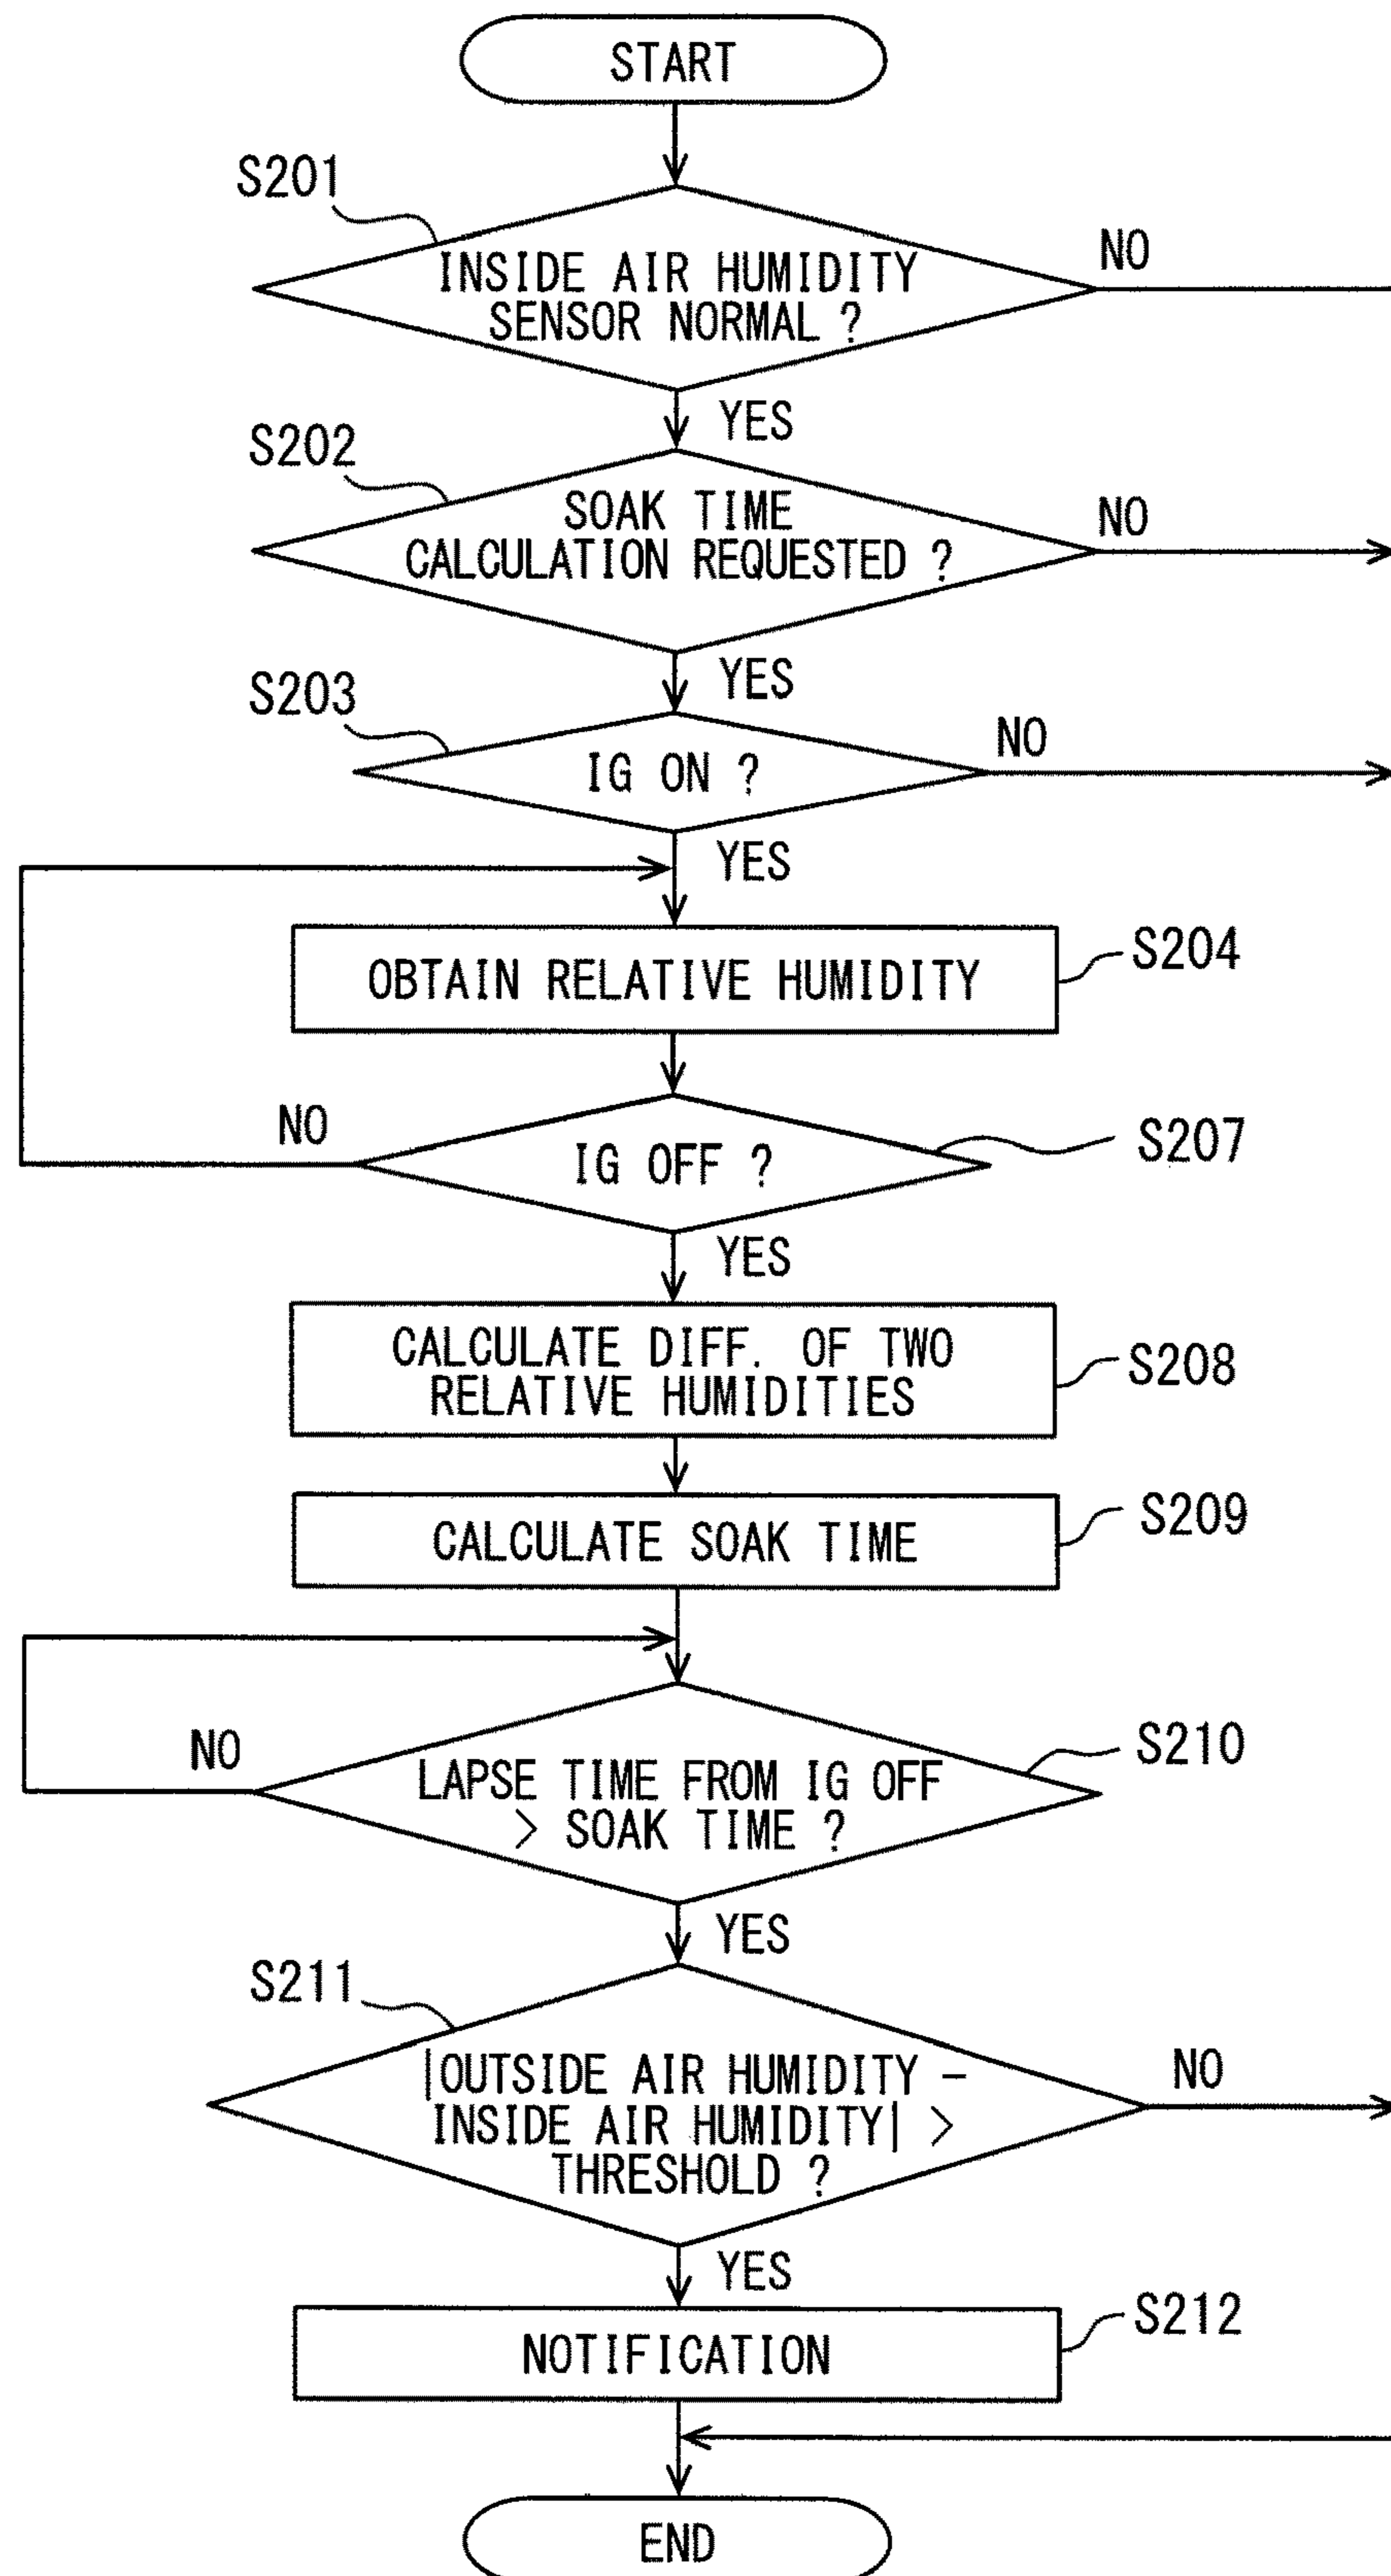 START
S201
INSIDE AIR HUMIDITY
SENSOR NORMAL ?
NO
YES
S202
SOAK TIME
CALCULATION REQUESTED ?
NO
YES
S203
IG ON ?
NO
YES
OBTAIN RELATIVE HUMIDITY
S204
NO
IG OFF ?
S207
YES
CALCULATE DIFF. OF TWO
RELATIVE HUMIDITIES
S208
CALCULATE SOAK TIME
S209
NO
LAPSE TIME FROM IG OFF
> SOAK TIME ?
S210
YES
S211
|OUTSIDE AIR HUMIDITY -
INSIDE AIR HUMIDITY| >
THRESHOLD ?
NO
YES
NOTIFICATION
S212
END